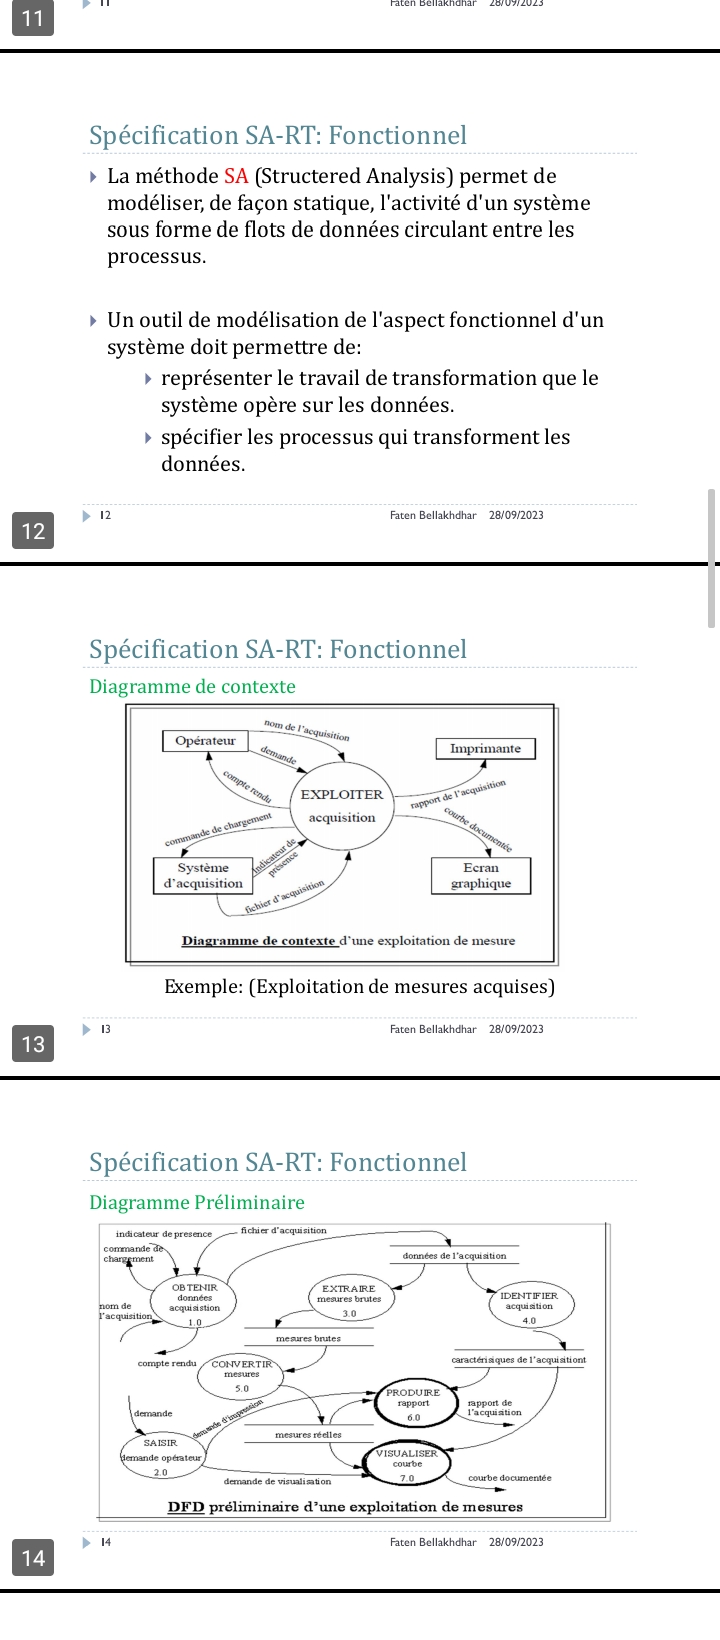 11
11
Faten Bellakhdhar 28/09/2023
Spécification SA-RT: Fonctionnel
La méthode SA (Structered Analysis) permet de
modéliser, de façon statique, l'activité d'un système
sous forme de flots de données circulant entre les
processus.
Un outil de modélisation de l'aspect fonctionnel d'un
système doit permettre de:
représenter le travail de transformation que le
système opère sur les données.
spécifier les processus qui transforment les
données.
12
12
Faten Bellakhdhar 28/09/2023
Spécification SA-RT: Fonctionnel
Diagramme de contexte
nom de l'acquisition
Opérateur
demande
Imprimante
compte rendu
EXPLOITER
acquisition
rapport de l'acquisition
courbe documentée
commande de chargement
Indicateur de
présence
Système
d'acquisition
fichier d'acquisition
Ecran
graphique
Diagramme de contexte d'une exploitation de mesure
Exemple: (Exploitation de mesures acquises)
13
13
Faten Bellakhdhar 28/09/2023
Spécification SA-RT: Fonctionnel
Diagramme Préliminaire
indicateur de presence
fichier d'acquisition
commande de
chargement
données de l'acquisition
OBTENIR
données
acquisistion
1.0
EXTRAIRE
mesures brutes
3.0
IDENTIFIER
acquisition
4.0
nom de
l'acquisition
mesures brutes
compte rendu
CONVERTIR
mesures
5.0
caractérisiques de l'acquisitiont
PRODUIRE
rapport
6.0
rapport de
l'acquisition
demande
demande d'impression
mesures réelles
SAISIR
demande opérateur
2.0
VISUALISER
courbe
7.0
demande de visualisation
courbe documentée
DFD préliminaire d'une exploitation de mesures
14
14
Faten Bellakhdhar 28/09/2023